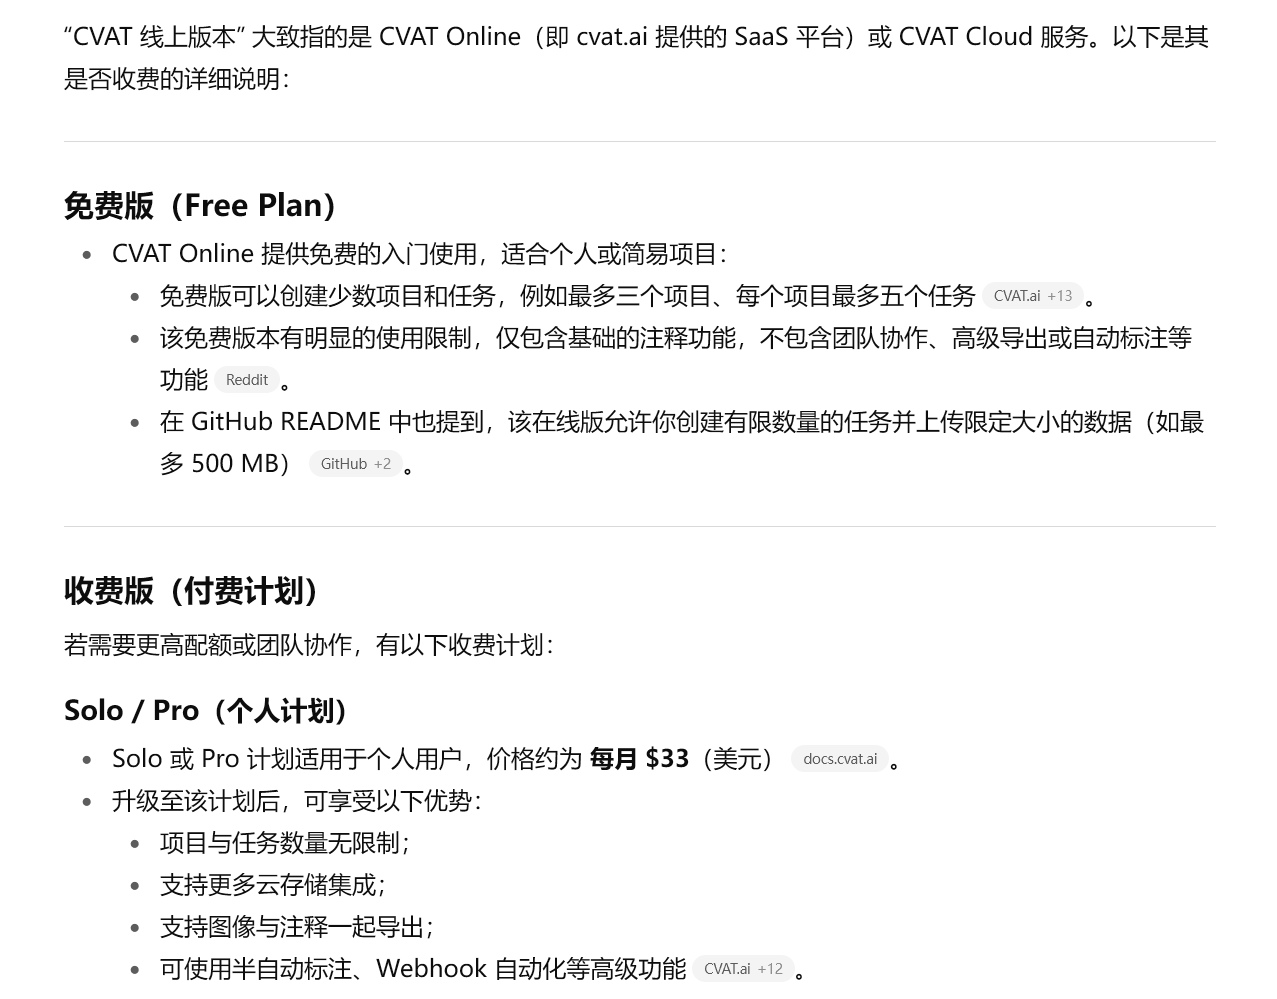 “CVAT 线上版本” 大致指的是 CVAT Online（即 cvat.ai 提供的 SaaS 平台）或 CVAT Cloud 服务。以下是其
是否收费的详细说明：
免费版（Free Plan）
CVAT Online 提供免费的入门使用，适合个人或简易项目：
免费版可以创建少数项目和任务，例如最多三个项目、每个项目最多五个任务 CVAT.ai +13 。
该免费版本有明显的使用限制，仅包含基础的注释功能，不包含团队协作、高级导出或自动标注等
功能 Reddit 。
在 GitHub README 中也提到，该在线版允许你创建有限数量的任务并上传限定大小的数据（如最
多 500 MB） GitHub +2 。
收费版（付费计划）
若需要更高配额或团队协作，有以下收费计划：
Solo / Pro（个人计划）
Solo 或 Pro 计划适用于个人用户，价格约为 每月 $33（美元） docs.cvat.ai 。
升级至该计划后，可享受以下优势：
项目与任务数量无限制；
支持更多云存储集成；
支持图像与注释一起导出；
可使用半自动标注、Webhook 自动化等高级功能 CVAT.ai +12 。